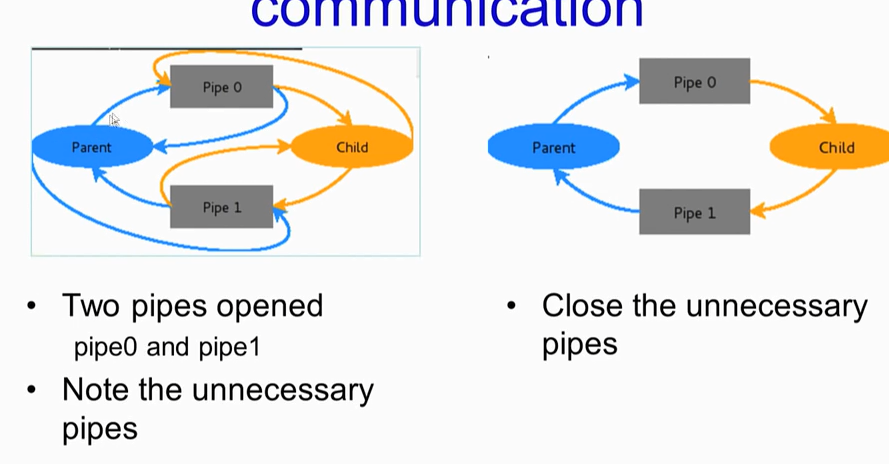 communication
Pipe 0
Parent
Child
Pipe 1
Pipe 0
Parent
Child
Pipe 1
• Two pipes opened
pipe0 and pipe1
• Note the unnecessary
pipes
• Close the unnecessary
pipes